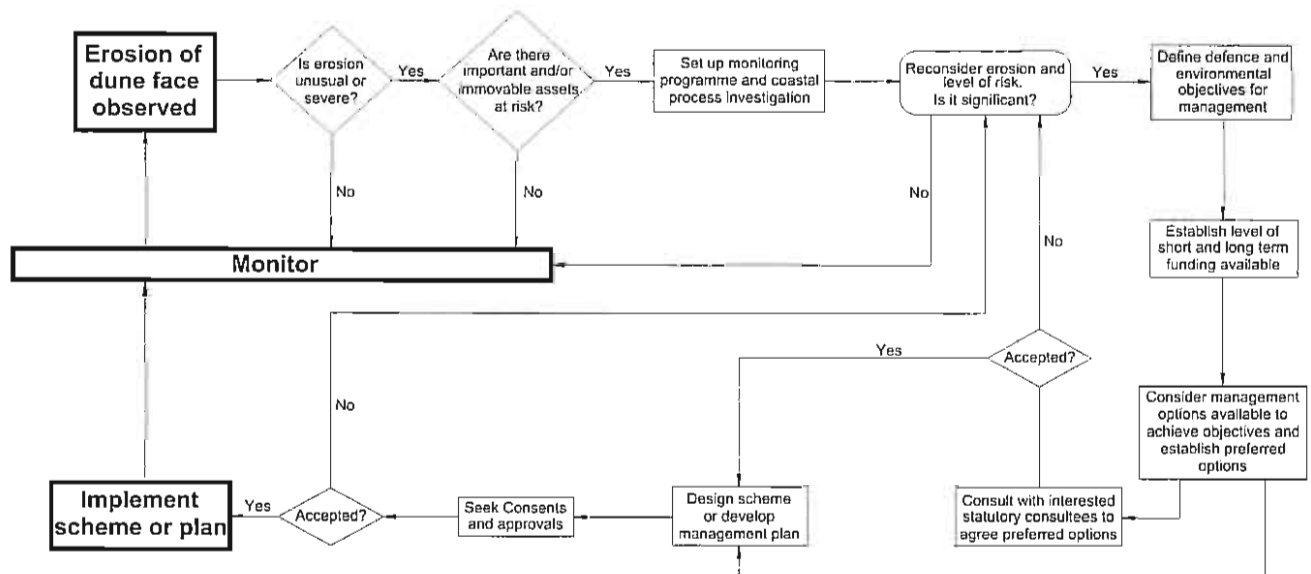 Erosion of
dune face
observed
Is erosion
unusual or
severe?
Yes
Are there
important and/or
immovable assets
at risk?
Yes
Set up monitoring
programme and coastal
process Investigation
Reconsider erosion and
level of risk.
Is it significant?
Yes
Define defence and
environmental
objectives for
management
No
No
No
No
Monitor
Establish level of
short and long term
funding available
Yes
Accepted?
Consider management
options available to
achieve objectives and
establish preferred
options
No
Implement
scheme or plan
Yes
Accepted?
Seek Consents
and approvals
Design scheme
or develop
management plan
Consult with interested
statutory consultees to
agree preferred options